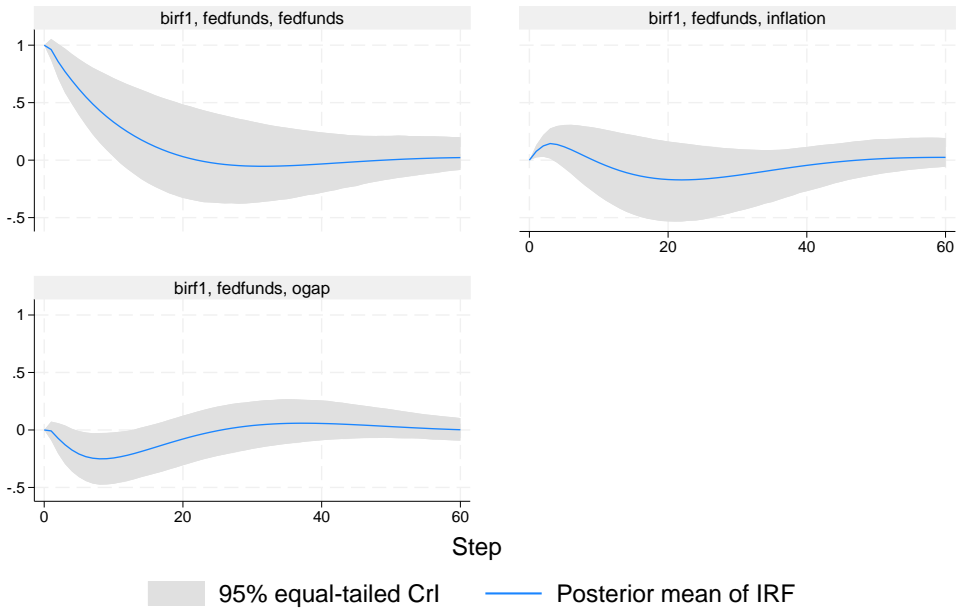 birf1, fedfunds, fedfunds
1
.5
0
-.5
birf1, fedfunds, inflation
0 20 40 60
birf1, fedfunds, ogap
1
.5
0
-.5
0 20 40 60
Step
95% equal-tailed CrI Posterior mean of IRF